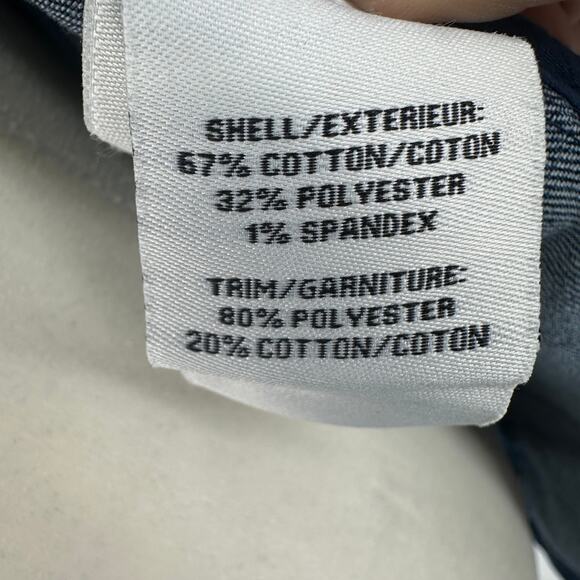 SHELL/EXTERIEUR:
67% COTTON/COTON
32% POLYESTER
1% SPANDEX
TRIM/GARNITURE:
80% POLYESTER
20% COTTON/COTON